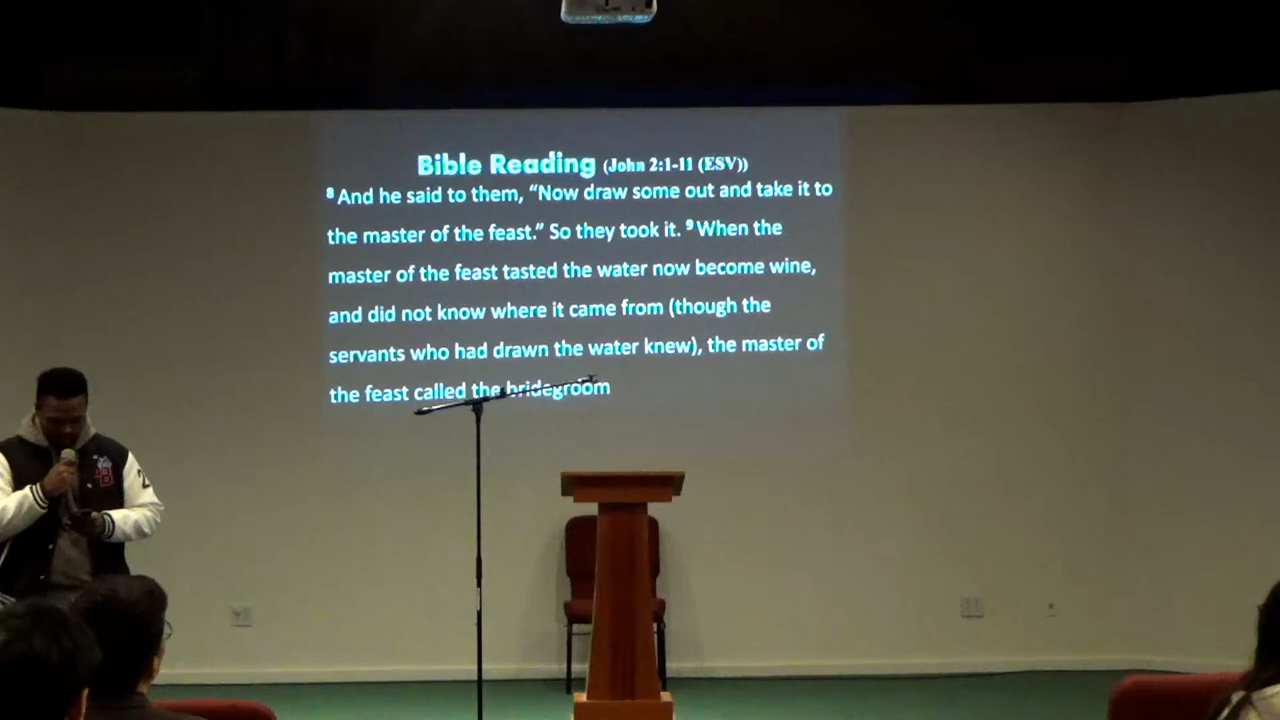 Bible Reading (John 2:1-11 (ESV))
8 And he said to them, “Now draw some out and take it to
the master of the feast.” So they took it. 9 When the
master of the feast tasted the water now become wine,
and did not know where it came from (though the
servants who had drawn the water knew), the master of
the feast called the bridegroom
B
2